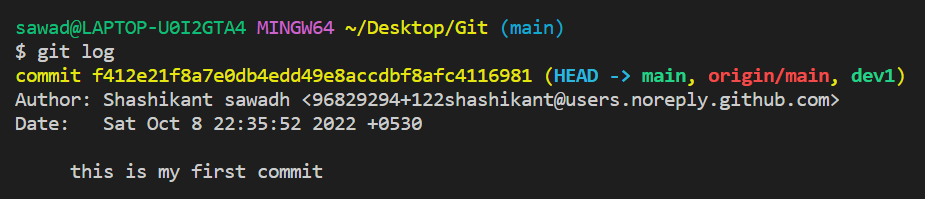 sawad@LAPTOP-U0I2GTA4 MINGW64 ~/Desktop/Git (main)
$ git log
commit f412e21f8a7e0db4edd49e8accdbf8afc4116981 (HEAD -> main, origin/main, dev1)
Author: Shashikant sawadh <96829294+122shashikant@users.noreply.github.com>
Date:   Sat Oct 8 22:35:52 2022 +0530
this is my first commit